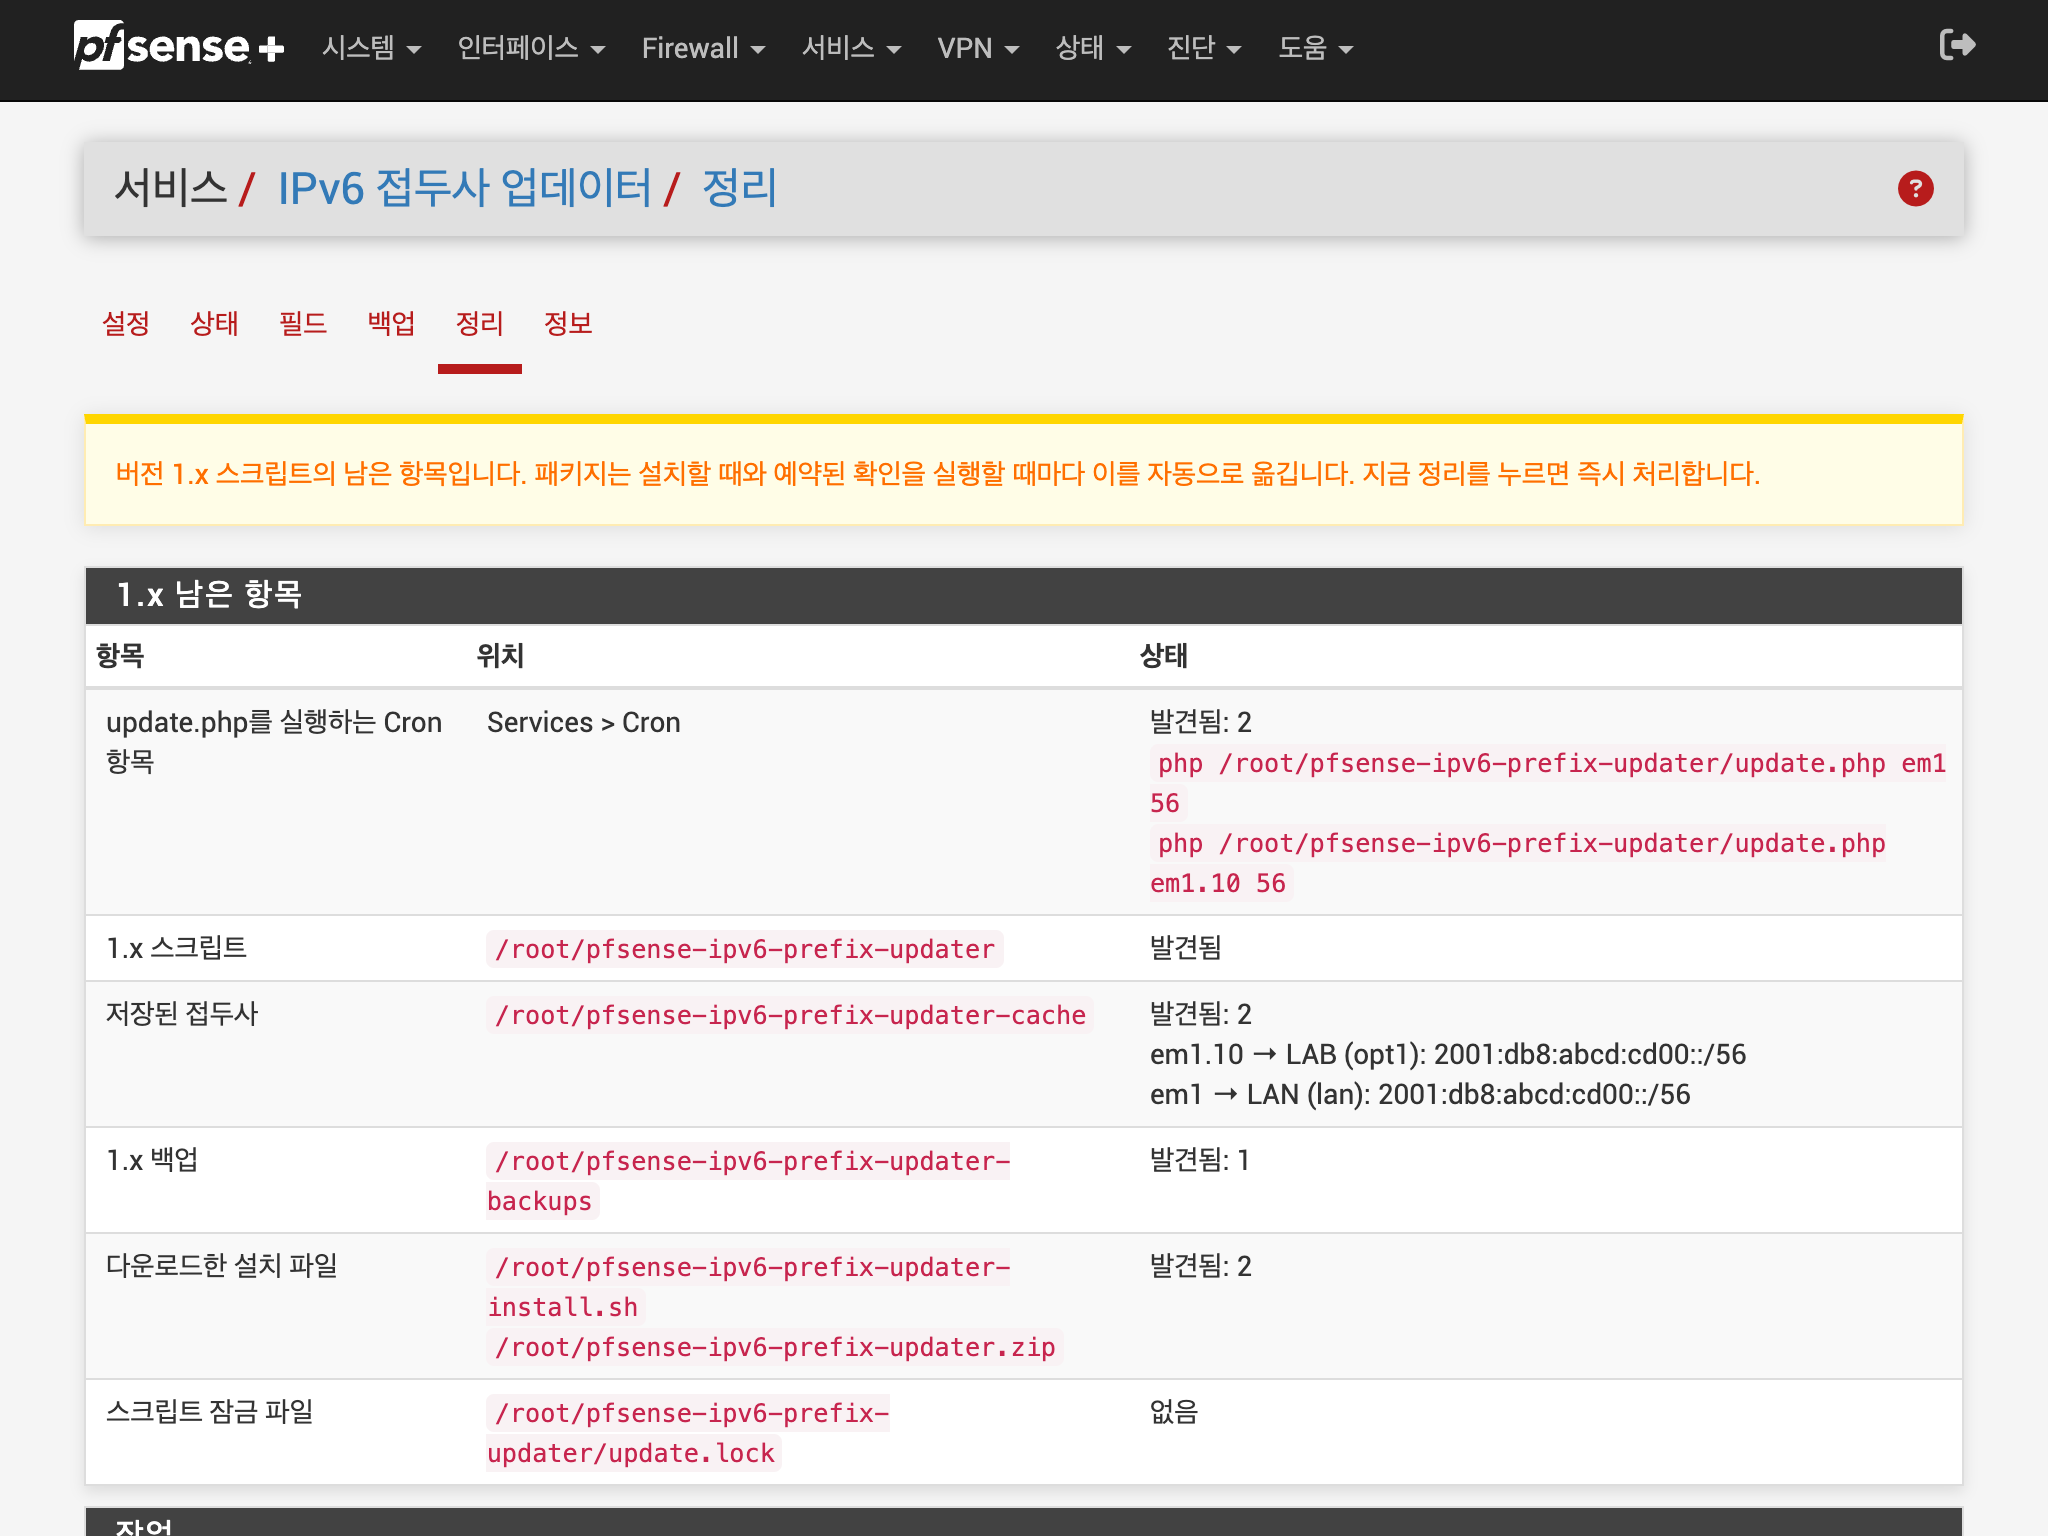 pfsense+ 시스템 인터페이스 Firewall 서비스 VPN 상태 진단 도움
서비스 / IPv6 접두사 업데이터 / 정리
설정 상태 필드 백업 정리 정보
버전 1.x 스크립트의 남은 항목입니다. 패키지는 설치할 때와 예약된 확인을 실행할 때마다 이를 자동으로 옮깁니다. 지금 정리를 누르면 즉시 처리합니다.
1.x 남은 항목
항목 위치 상태
update.php를 실행하는 Cron 항목
Services > Cron
발견됨: 2
php /root/pfsense-ipv6-prefix-updater/update.php em1
56
php /root/pfsense-ipv6-prefix-updater/update.php
em1.10 56
1.x 스크립트 /root/pfsense-ipv6-prefix-updater 발견됨
저장된 접두사 /root/pfsense-ipv6-prefix-updater-cache 발견됨: 2
em1.10 → LAB (opt1): 2001:db8:abcd:cd00::/56
em1 → LAN (lan): 2001:db8:abcd:cd00::/56
1.x 백업 /root/pfsense-ipv6-prefix-updater-
backups
발견됨: 1
다운로드한 설치 파일 /root/pfsense-ipv6-prefix-updater-
install.sh
/root/pfsense-ipv6-prefix-updater.zip
발견됨: 2
스크립트 잠금 파일 /root/pfsense-ipv6-prefix-
updater/update.lock
없음
작업